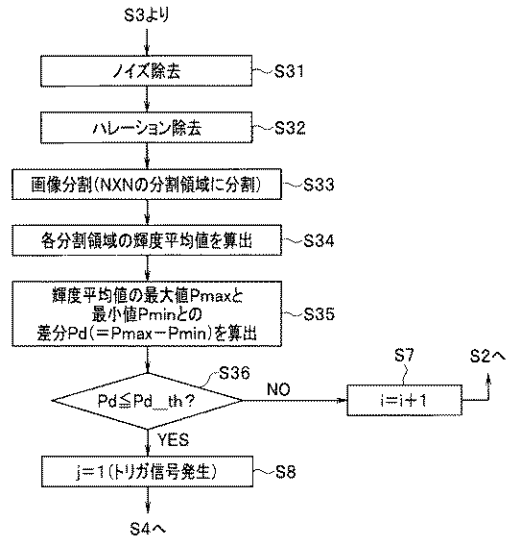 S3より
ノイズ除去
S31
ハレーション除去
S32
画像分割(NXNの分割領域に分割)
S33
各分割領域の輝度平均値を算出
S34
輝度平均値の最大値Pmaxと
最小値Pminとの
差分Pd(=Pmax-Pmin)を算出
S35
S36
Pd≦Pd_th?
NO
S7
i=i+1
S2へ
YES
j=1(トリガ信号発生)
S8
S4へ